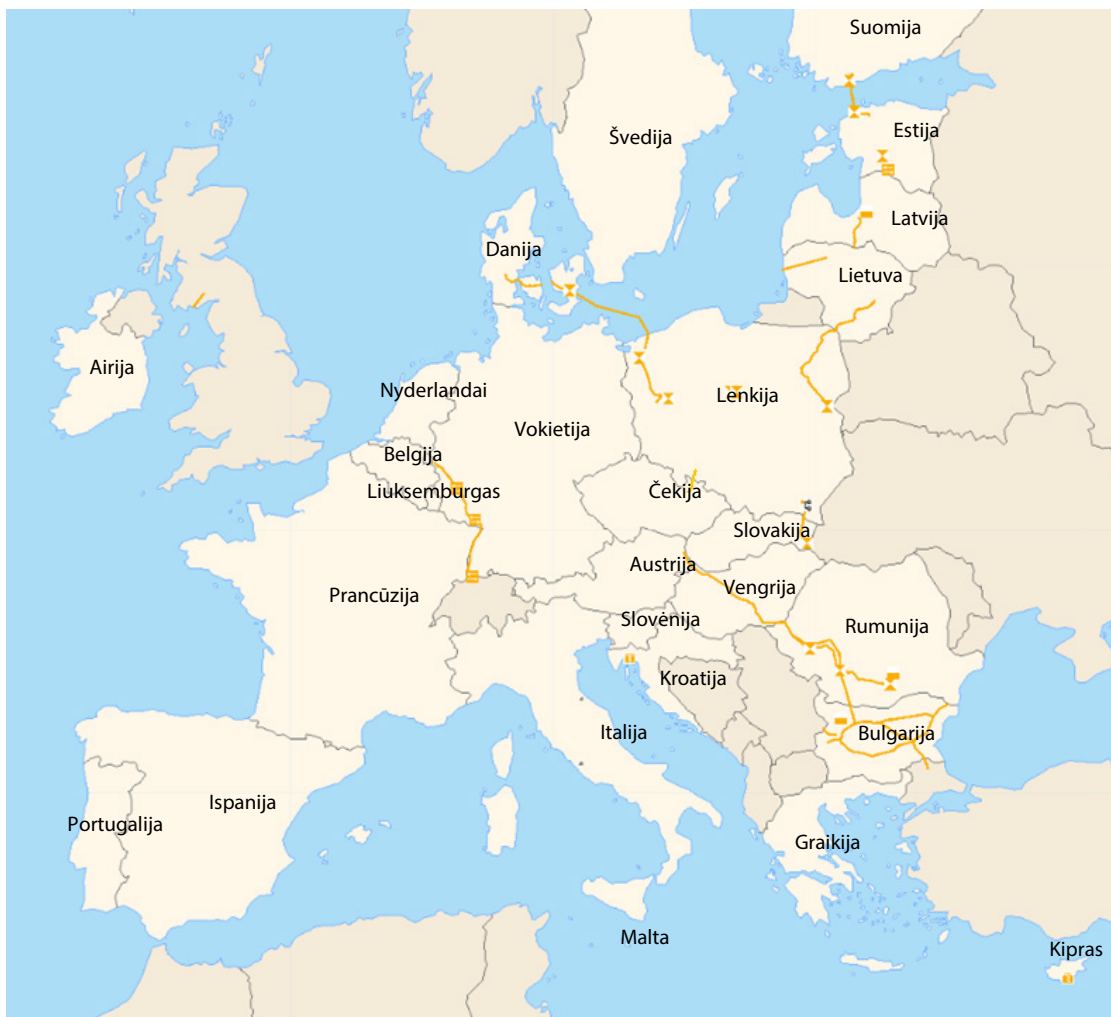 Suomija
Estija
Švedija
Latvija
Danija
Lietuva
Airija
Nyderlandai
Lenkija
Vokietija
Belgija
Liuksemburgas
Čekija
Slovakija
Austrija
Vengrija
Prancūzija
Slovėnija
Rumunija
Kroatija
Italija
Bulgarija
Ispanija
Portugalija
Graikija
Malta
Kipras